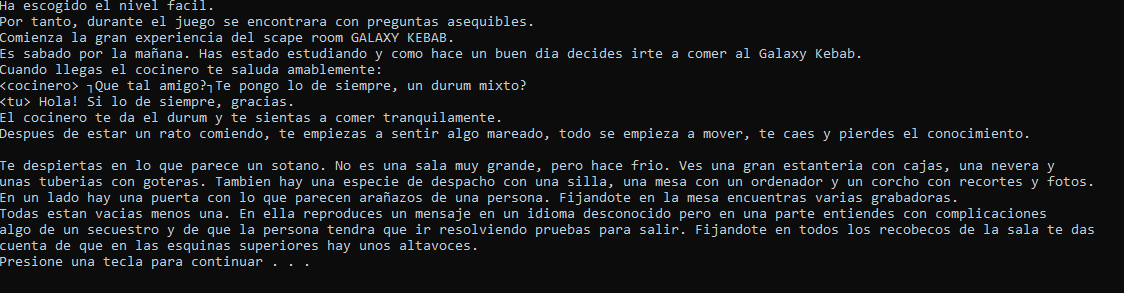 Ha escogido el nivel facil.
Por tanto, durante el juego se encontrara con preguntas asequibles.
Comienza la gran experiencia del scape room GALAXY KEBAB.
Es sabado por la mañana. Has estado estudiando y como hace un buen dia decides irte a comer al Galaxy Kebab.
Cuando llegas el cocinero te saluda amablemente:
<cocinero> ┐Que tal amigo?┐Te pongo lo de siempre, un durum mixto?
<tu> Hola! Si lo de siempre, gracias.
El cocinero te da el durum y te sientas a comer tranquilamente.
Despues de estar un rato comiendo, te empiezas a sentir algo mareado, todo se empieza a mover, te caes y pierdes el conocimiento.
Te despiertas en lo que parece un sotano. No es una sala muy grande, pero hace frio. Ves una gran estanteria con cajas, una nevera y
unas tuberias con goteras. Tambien hay una especie de despacho con una silla, una mesa con un ordenador y un corcho con recortes y fotos.
En un lado hay una puerta con lo que parecen arañazos de una persona. Fijandote en la mesa encuentras varias grabadoras.
Todas estan vacias menos una. En ella reproduces un mensaje en un idioma desconocido pero en una parte entiendes con complicaciones
algo de un secuestro y de que la persona tendra que ir resolviendo pruebas para salir. Fijandote en todos los recobecos de la sala te das
cuenta de que en las esquinas superiores hay unos altavoces.
Presione una tecla para continuar . . .